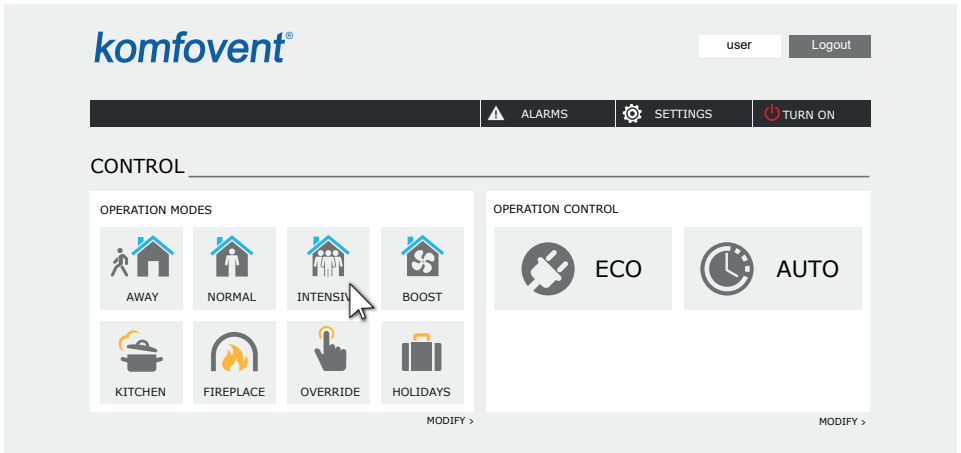 komfovent®
user Logout
ALARMS SETTINGS TURN ON
CONTROL
OPERATION MODES
AWAY NORMAL INTENSIV BOOST
KITCHEN FIREPLACE OVERRIDE HOLIDAYS
MODIFY >
OPERATION CONTROL
ECO AUTO
MODIFY >